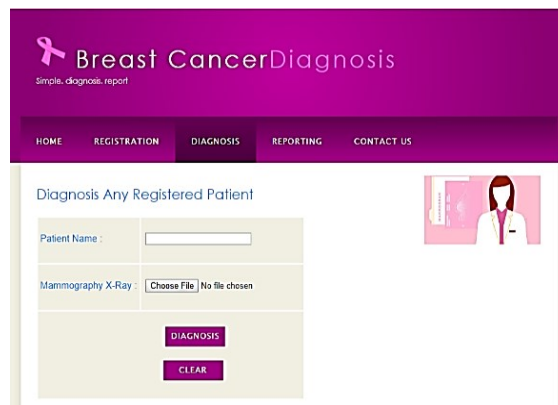 Breast CancerDiagnosis
Simple. diagnosis. report
HOME REGISTRATION DIAGNOSIS REPORTING CONTACT US
Diagnosis Any Registered Patient
Patient Name :
Mammography X-Ray : Choose File No file chosen
DIAGNOSIS
CLEAR